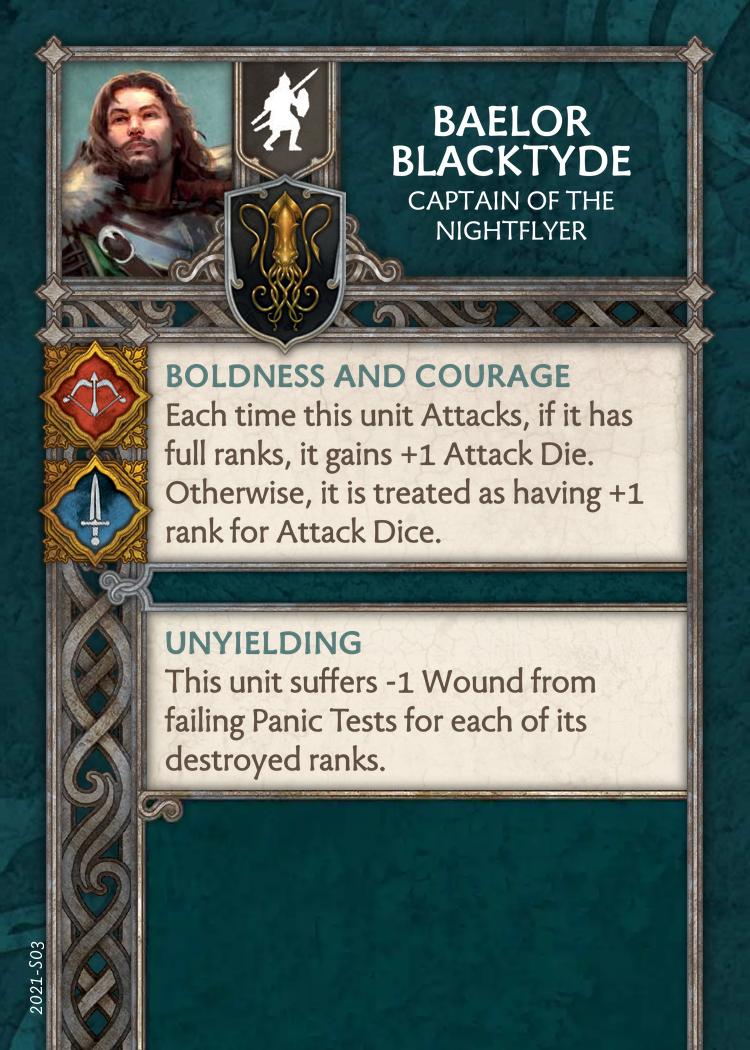 BAELOR
BLACKTYDE
CAPTAIN OF THE
NIGHTFLYER
BOLDNESS AND COURAGE
Each time this unit Attacks, if it has
full ranks, it gains +1 Attack Die.
Otherwise, it is treated as having +1
rank for Attack Dice.
UNYIELDING
This unit suffers -1 Wound from
failing Panic Tests for each of its
destroyed ranks.
2021-S03